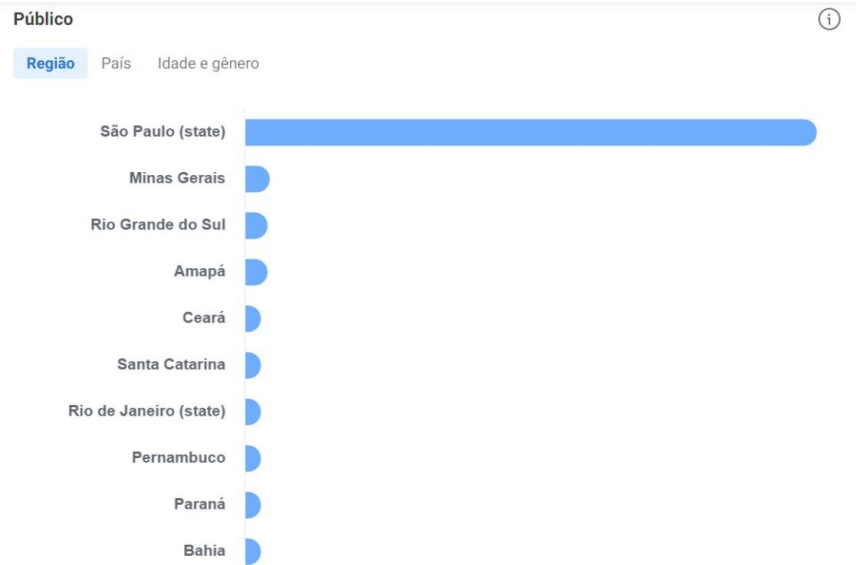 Público
Região País Idade e gênero
São Paulo (state)
Minas Gerais
Rio Grande do Sul
Amapá
Ceará
Santa Catarina
Rio de Janeiro (state)
Pernambuco
Paraná
Bahia